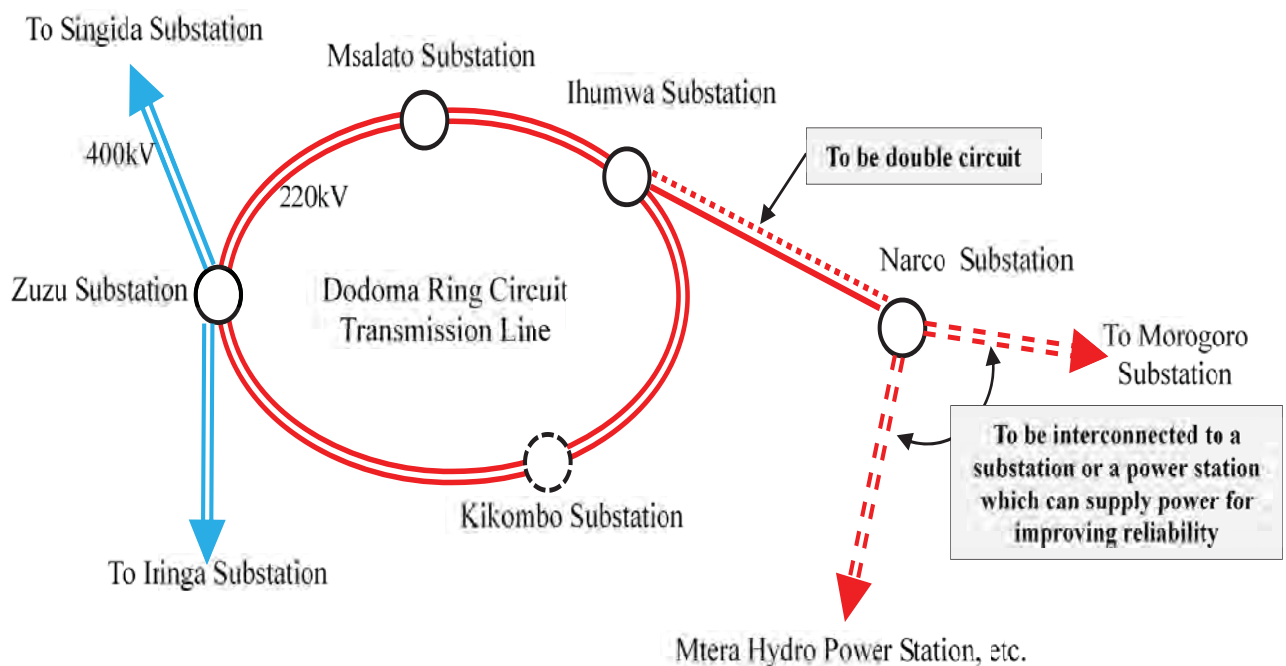 To Singida Substation
Msalato Substation
Ihumwa Substation
400kV
To be double circuit
220kV
Narco Substation
Zuzu Substation
Dodoma Ring Circuit
Transmission Line
To Morogoro
Substation
To be interconnected to a
substation or a power station
which can supply power for
improving reliability
Kikombo Substation
To Iringa Substation
Mtera Hydro Power Station, etc.